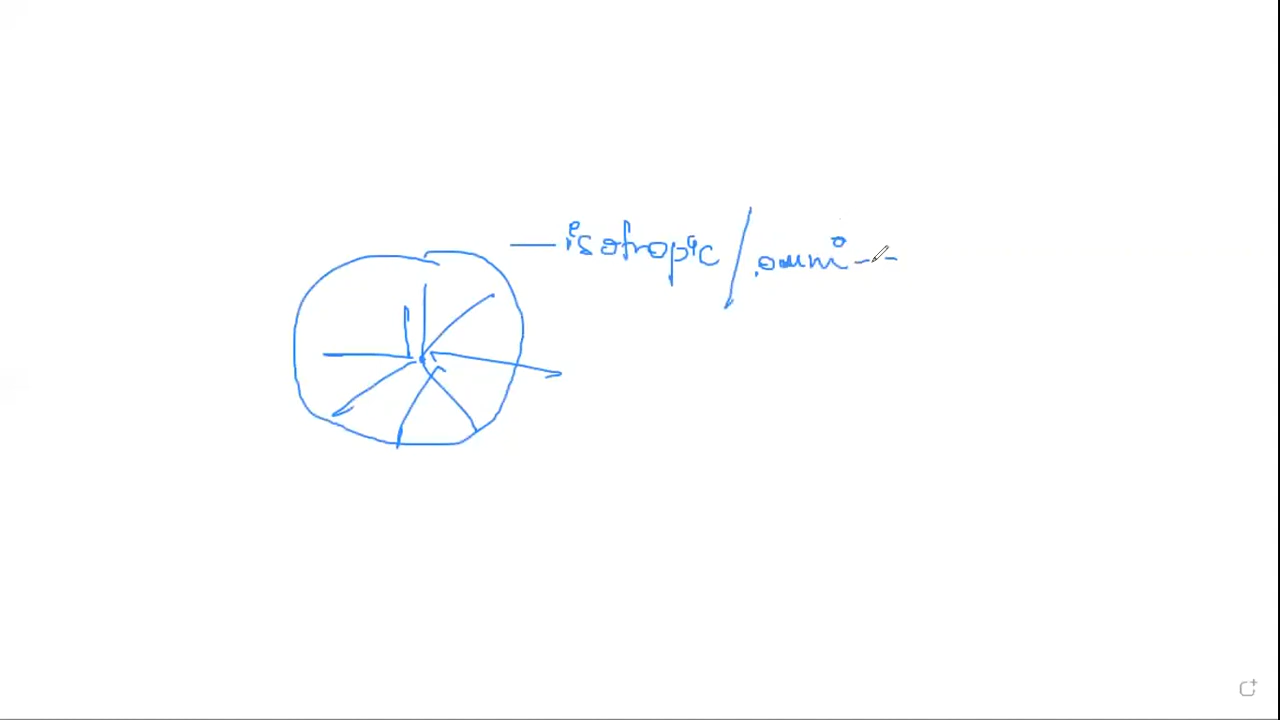 — isotropic / omni --